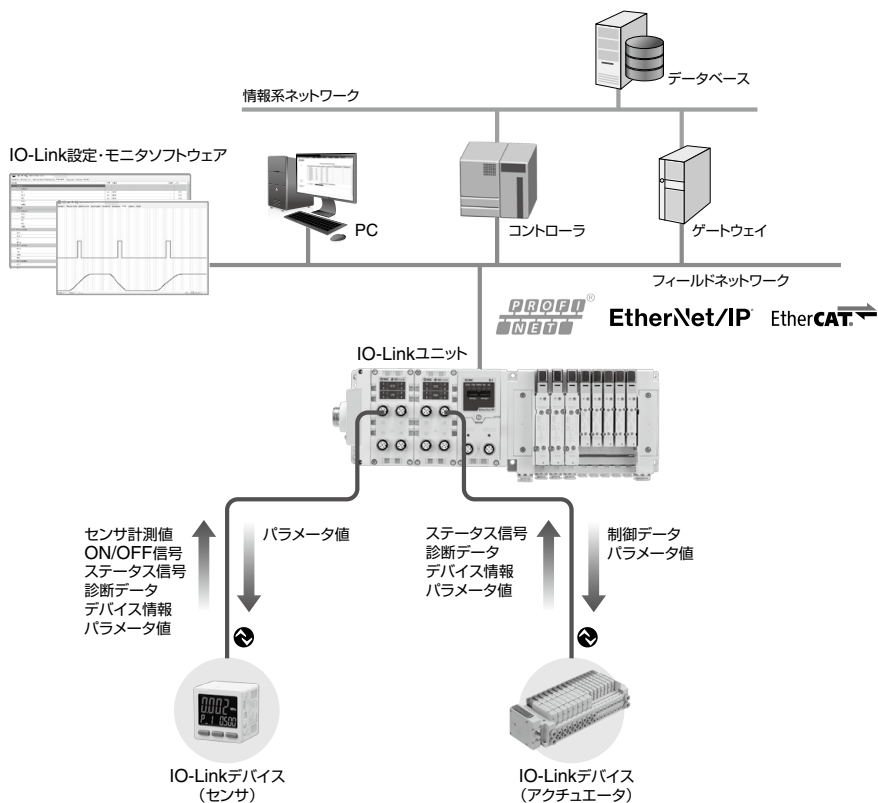 データベース
情報系ネットワーク
IO-Link設定・モニタソフトウェア
PC
コントローラ
ゲートウェイ
フィールドネットワーク
PROFI
NET®
EtherNet/IP
EtherCAT®
IO-Linkユニット
センサ計測値
ON/OFF信号
ステータス信号
診断データ
デバイス情報
パラメータ値
パラメータ値
ステータス信号
診断データ
デバイス情報
パラメータ値
制御データ
パラメータ値
0.002
P_1 0.500
IO-Linkデバイス
（センサ）
IO-Linkデバイス
（アクチュエータ）